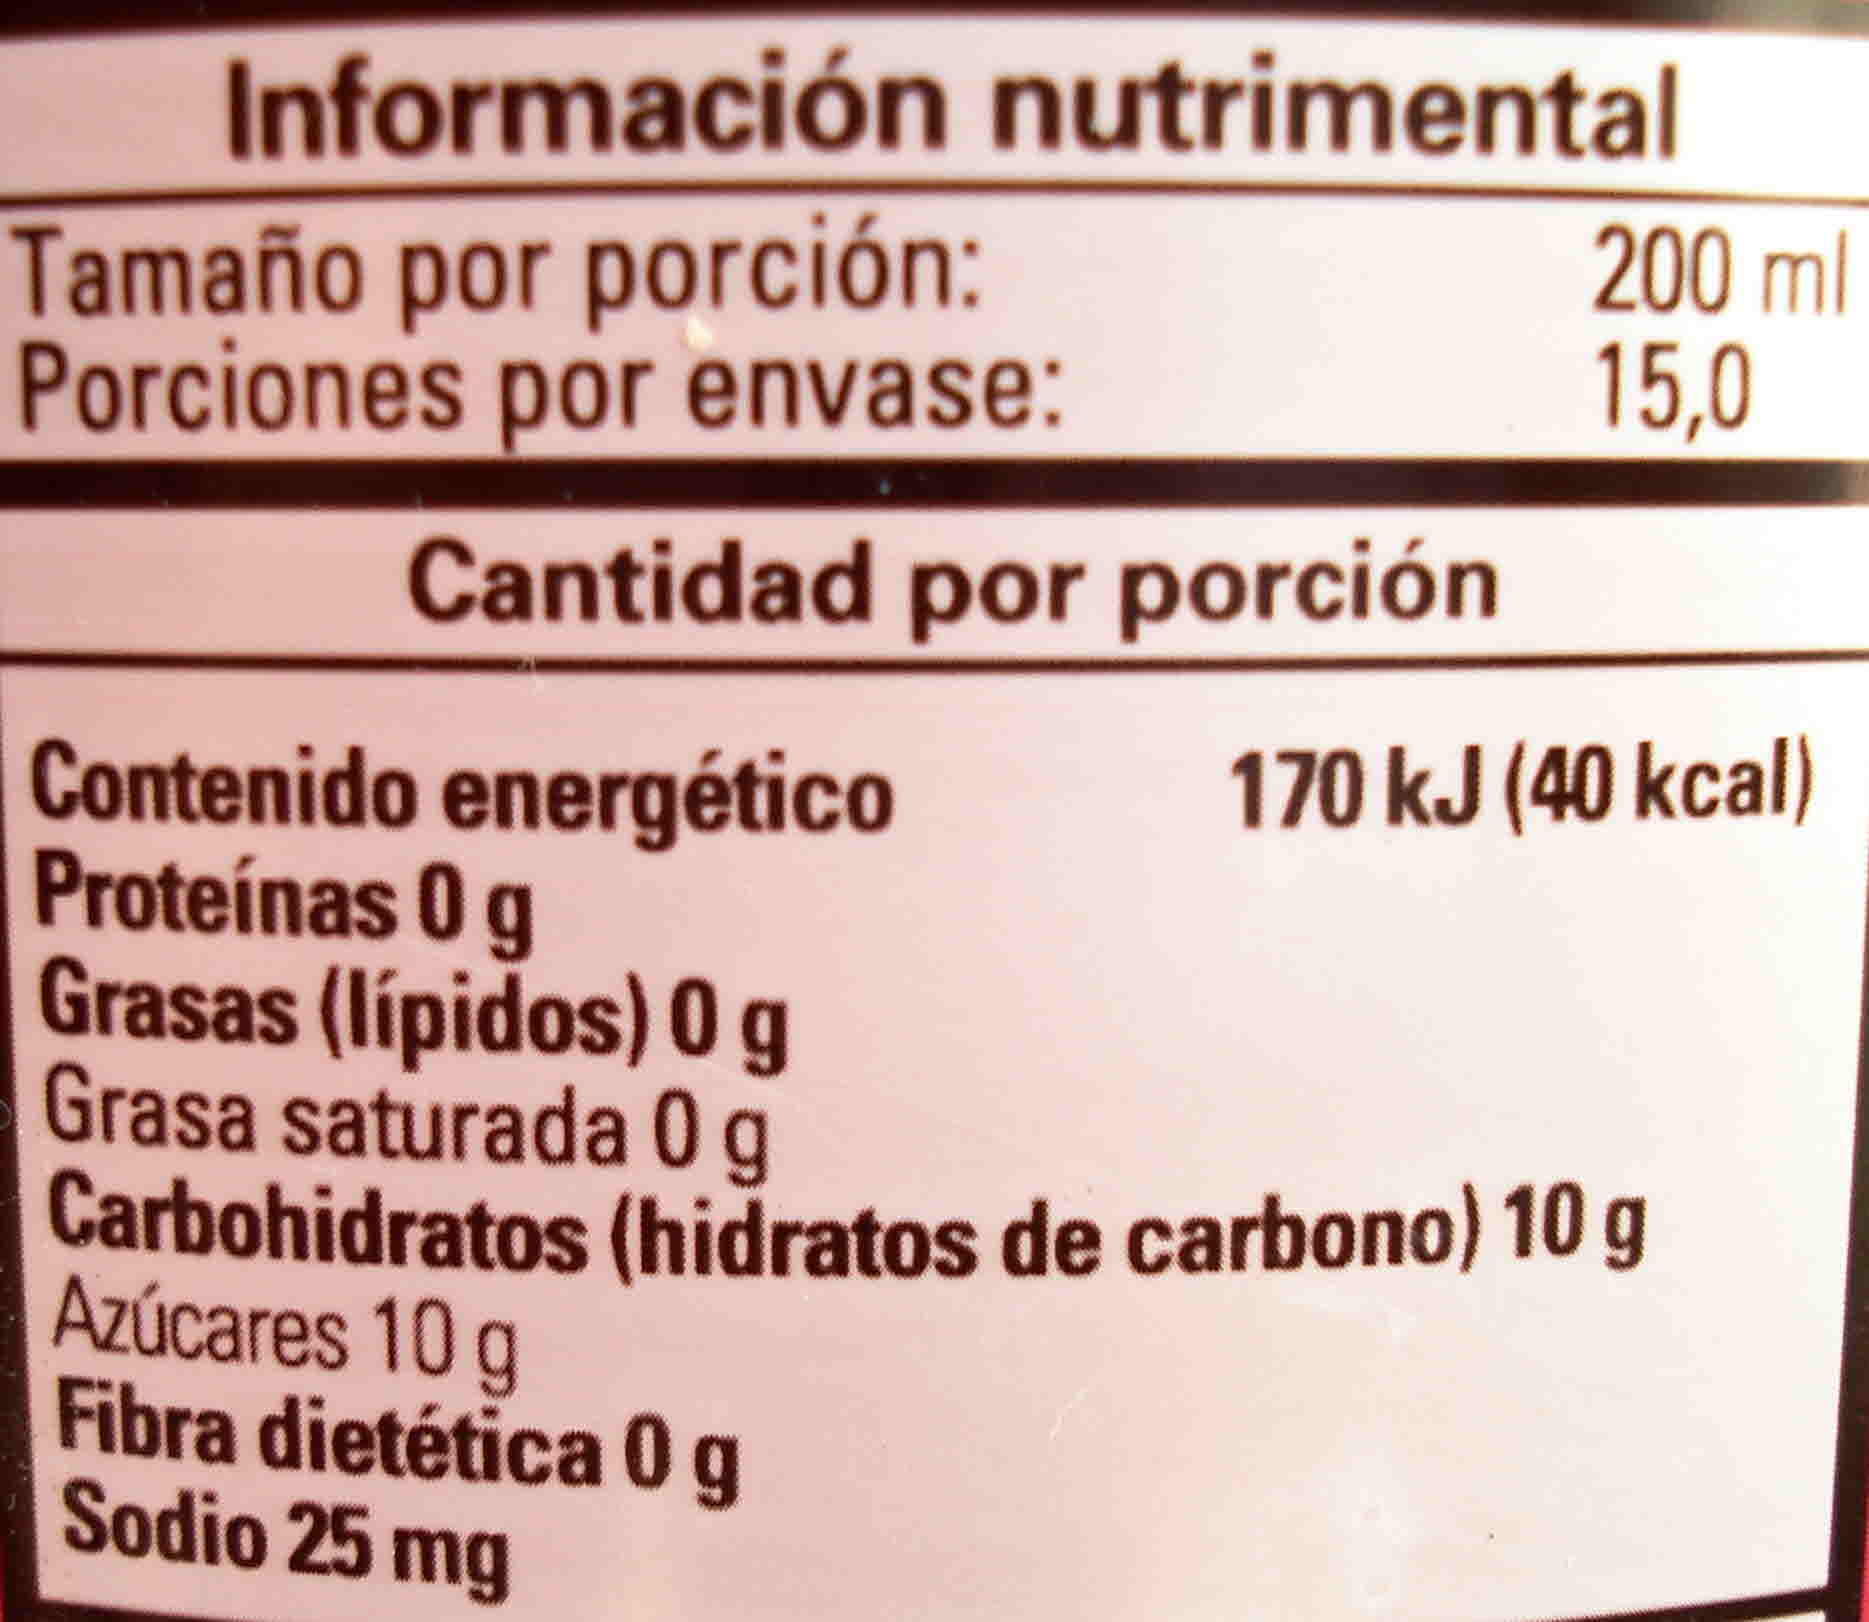 Información nutrimental
Tamaño por porción: 200 ml
Porciones por envase: 15,0
Cantidad por porción
Contenido energético 170 kJ (40 kcal)
Proteínas 0 g
Grasas (lípidos) 0 g
Grasa saturada 0 g
Carbohidratos (hidratos de carbono) 10 g
Azúcares 10 g
Fibra dietética 0 g
Sodio 25 mg